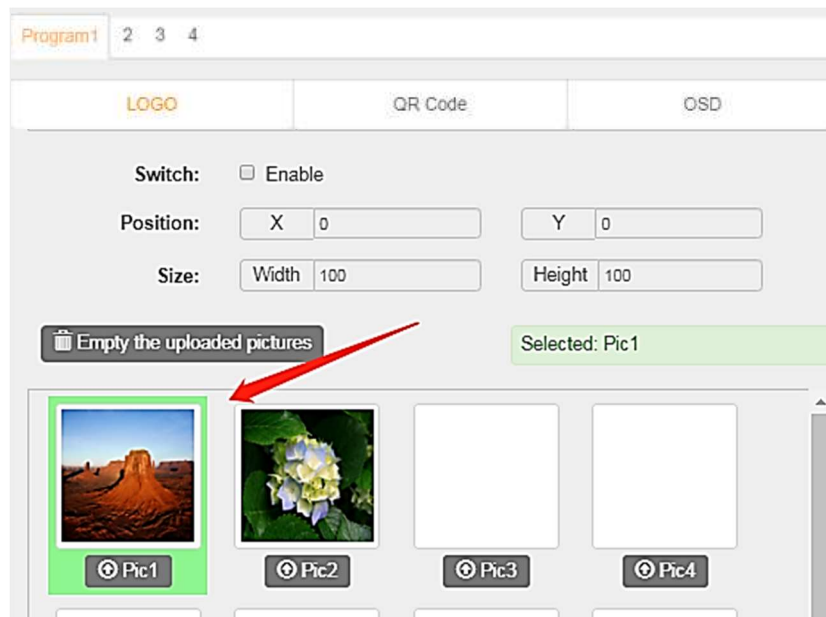 Program1 2 3 4
LOGO QR Code OSD
Switch: Enable
Position: X 0 Y 0
Size: Width 100 Height 100
Empty the uploaded pictures Selected: Pic1
Pic1 Pic2 Pic3 Pic4